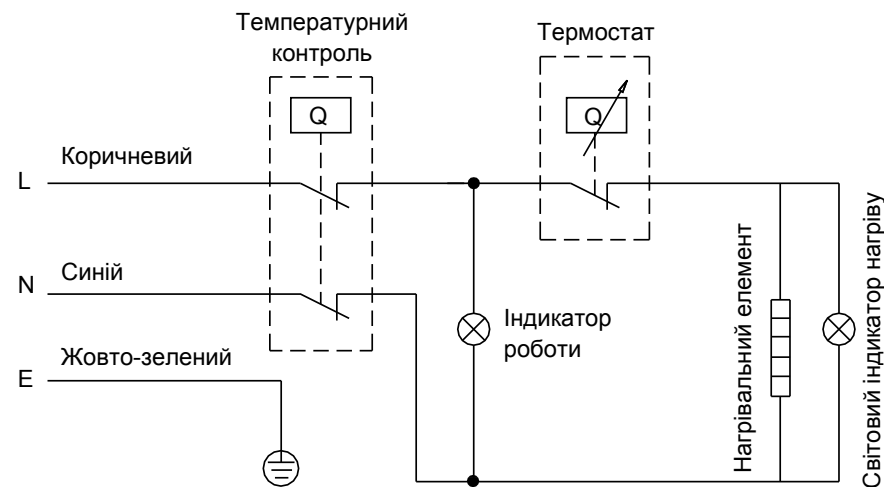 Температурний
контроль
Термостат
Q
Q
Коричневий
L
Синій
N
Індикатор
роботи
Жовто-зелений
E
Нагрівальний елемент
Світовий індикатор нагріву